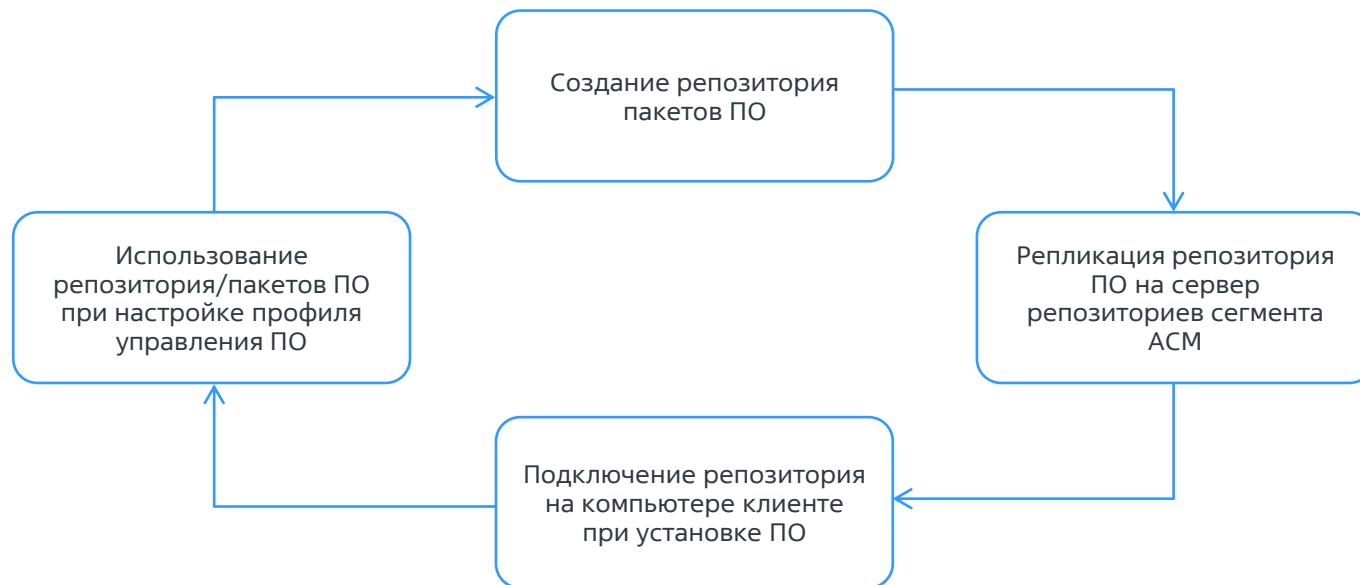 Создание репозитория
пакетов ПО
Использование
репозитория/пакетов ПО
при настройке профиля
управления ПО
Репликация репозитория
ПО на сервер
репозиториев сегмента
АСМ
Подключение репозитория
на компьютере клиенте
при установке ПО